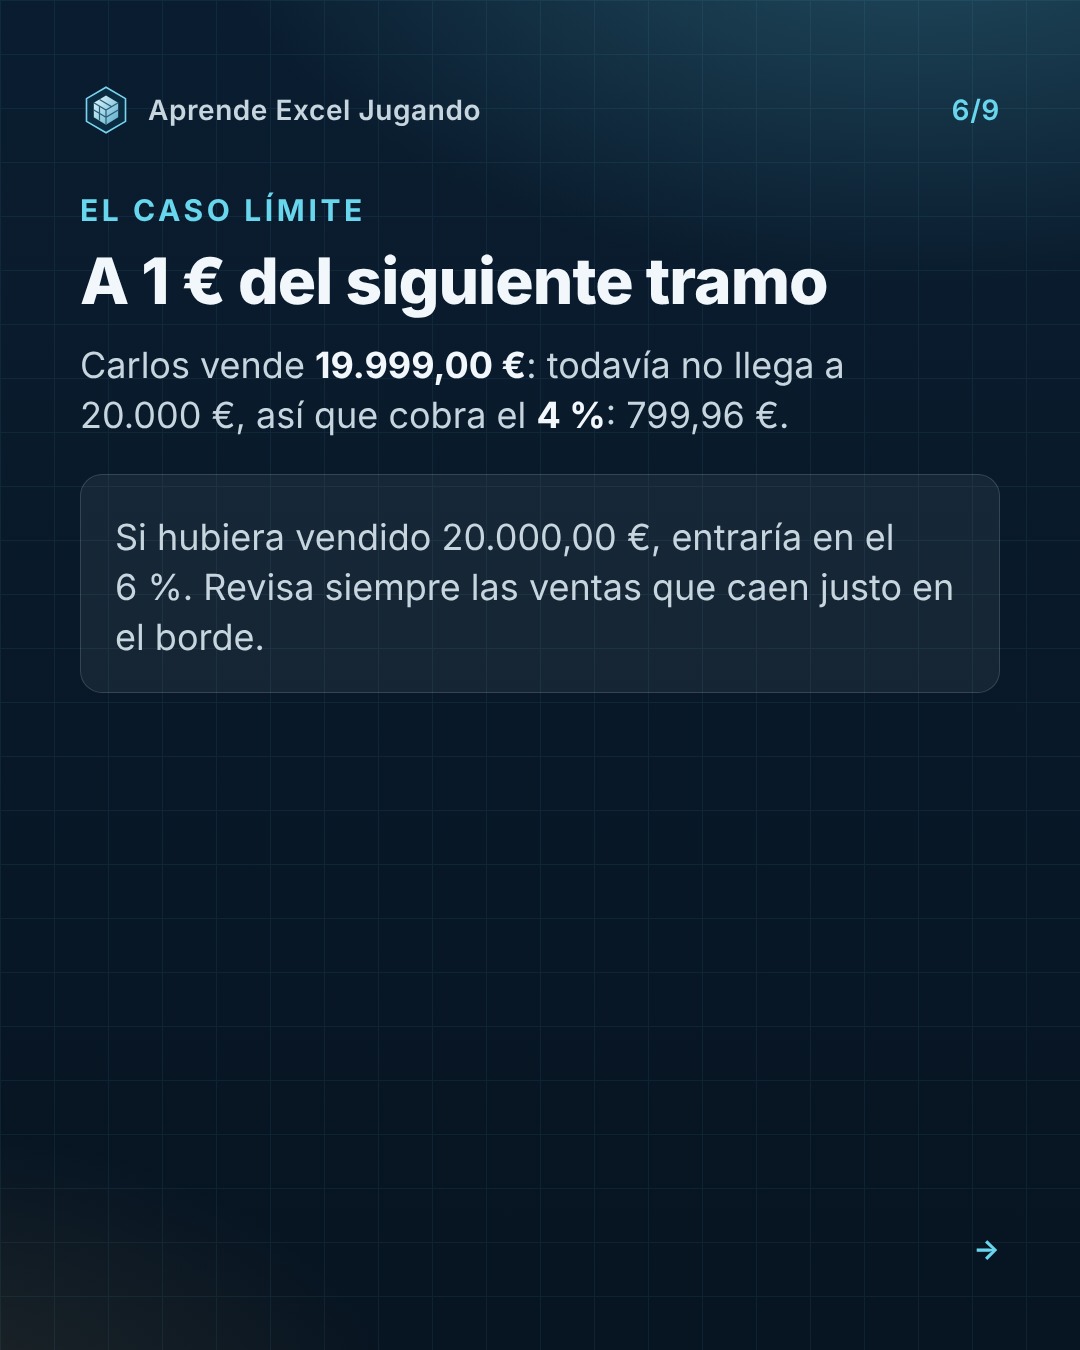 Aprende Excel Jugando
6/9
EL CASO LÍMITE
A 1 € del siguiente tramo
Carlos vende 19.999,00 €: todavía no llega a
20.000 €, así que cobra el 4 %: 799,96 €.
Si hubiera vendido 20.000,00 €, entraría en el
6 %. Revisa siempre las ventas que caen justo en
el borde.
→